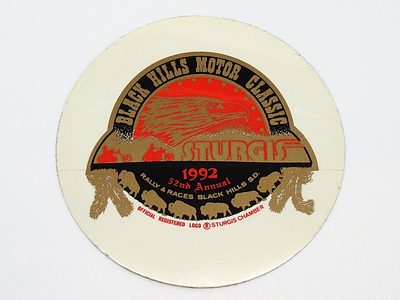 BLACK HILLS MOTOR CLASSIC
STURGIS
1992
52nd Annual
RALLY & RACES BLACK HILLS S.D.
OFFICIAL REGISTERED LOGO ® STURGIS CHAMBER